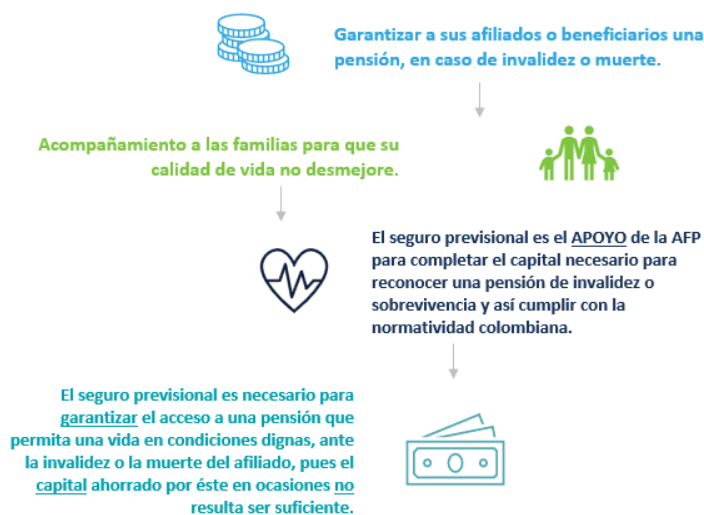 Garantizar a sus afiliados o beneficiarios una
pensión, en caso de invalidez o muerte.
Acompañamiento a las familias para que su
calidad de vida no desmejore.
El seguro previsional es el APOYO de la AFP
para completar el capital necesario para
reconocer una pensión de invalidez o
sobrevivencia y así cumplir con la
normatividad colombiana.
El seguro previsional es necesario para
garantizar el acceso a una pensión que
permita una vida en condiciones dignas, ante
la invalidez o la muerte del afiliado, pues el
capital ahorrado por éste en ocasiones no
resulta ser suficiente.